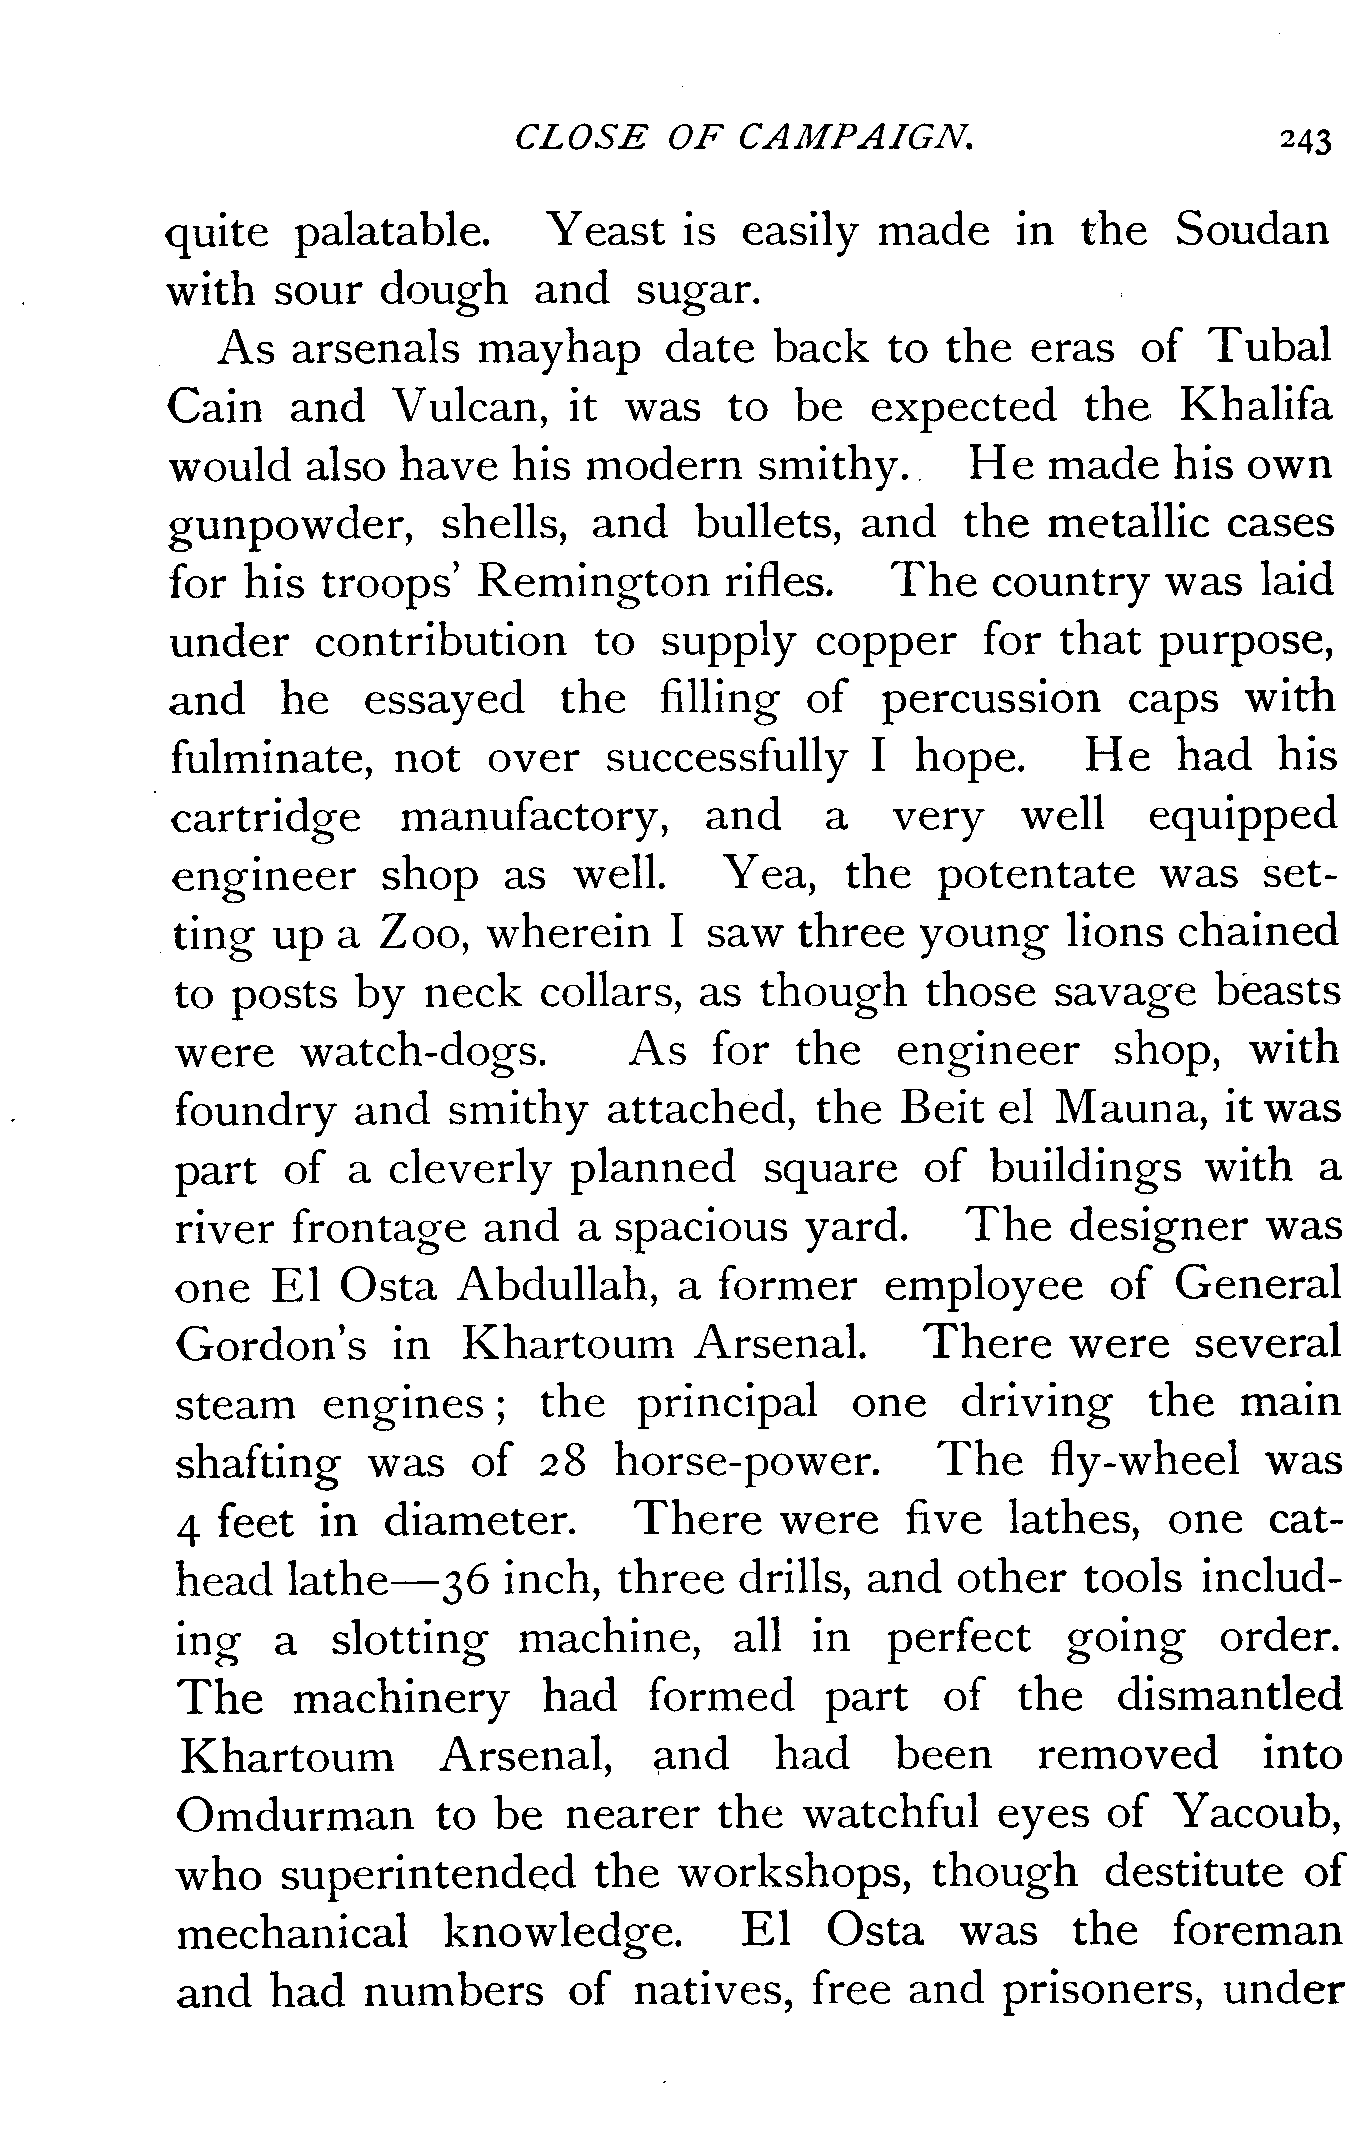 CLOSE OF CAMPAIGN. 243
quite palatable. Yeast is easily made in the Soudan
with sour dough and sugar.
As arsenals mayhap date back to the eras of Tubal
Cain and Vulcan, it was to be expected the Khalifa
would also have his modern smithy. He made his own
gunpowder, shells, and bullets, and the metallic cases
for his troops' Remington rifles. The country was laid
under contribution to supply copper for that purpose,
and he essayed the filling of percussion caps with
fulminate, not over successfully I hope. He had his
cartridge manufactory, and a very well equipped
engineer shop as well. Yea, the potentate was set-
ting up a Zoo, wherein I saw three young lions chained
to posts by neck collars, as though those savage beasts
were watch-dogs. As for the engineer shop, with
foundry and smithy attached, the Beit el Mauna, it was
part of a cleverly planned square of buildings with a
river frontage and a spacious yard. The designer was
one El Osta Abdullah, a former employee of General
Gordon's in Khartoum Arsenal. There were several
steam engines; the principal one driving the main
shafting was of 28 horse-power. The fly-wheel was
4 feet in diameter. There were five lathes, one cat-
head lathe—36 inch, three drills, and other tools includ-
ing a slotting machine, all in perfect going order.
The machinery had formed part of the dismantled
Khartoum Arsenal, and had been removed into
Omdurman to be nearer the watchful eyes of Yacoub,
who superintended the workshops, though destitute of
mechanical knowledge. El Osta was the foreman
and had numbers of natives, free and prisoners, under